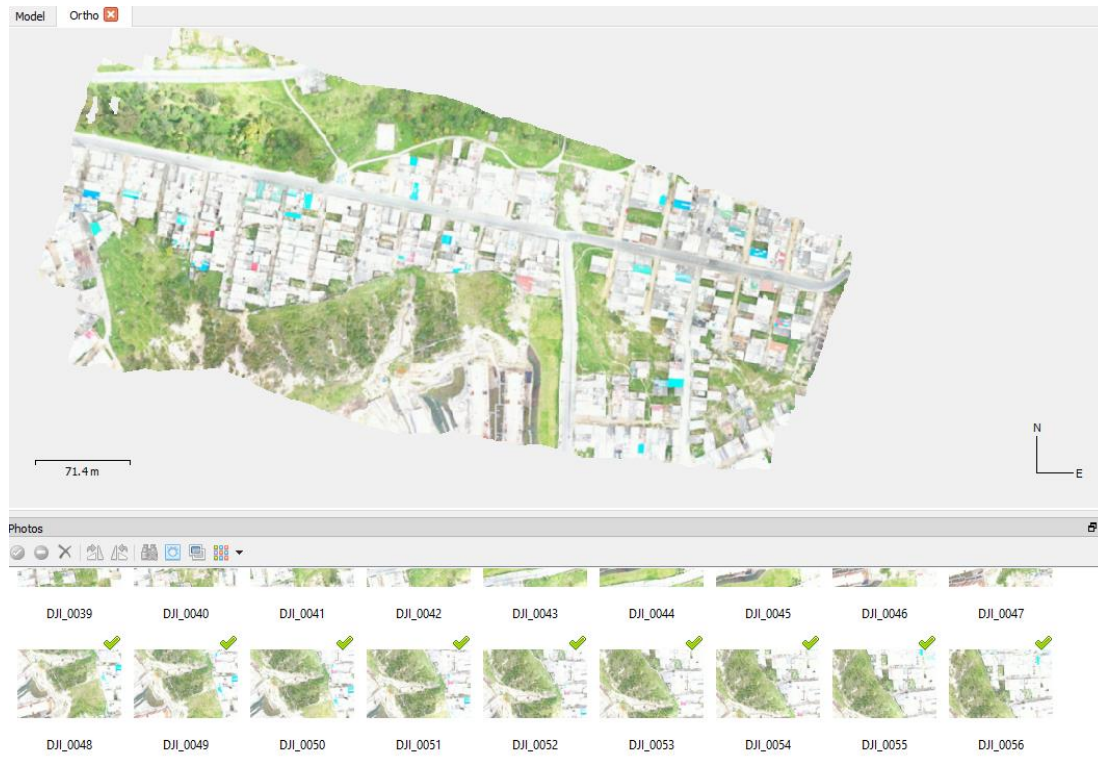 Model Ortho
N
E
71.4 m
Photos
DJI_0039 DJI_0040 DJI_0041 DJI_0042 DJI_0043 DJI_0044 DJI_0045 DJI_0046 DJI_0047
DJI_0048 DJI_0049 DJI_0050 DJI_0051 DJI_0052 DJI_0053 DJI_0054 DJI_0055 DJI_0056